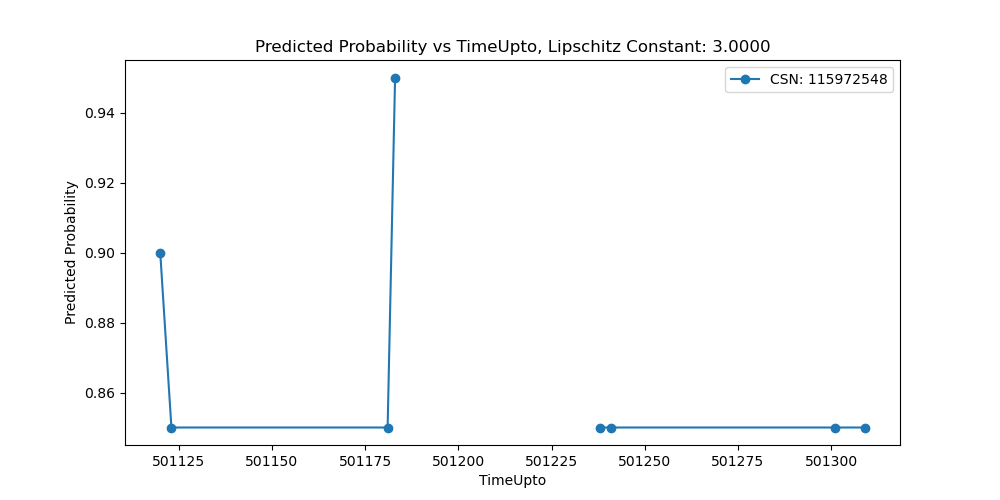 Predicted Probability vs TimeUpto, Lipschitz Constant: 3.0000
CSN: 115972548
Predicted Probability
0.94
0.92
0.90
0.88
0.86
501125 501150 501175 501200 501225 501250 501275 501300
TimeUpto